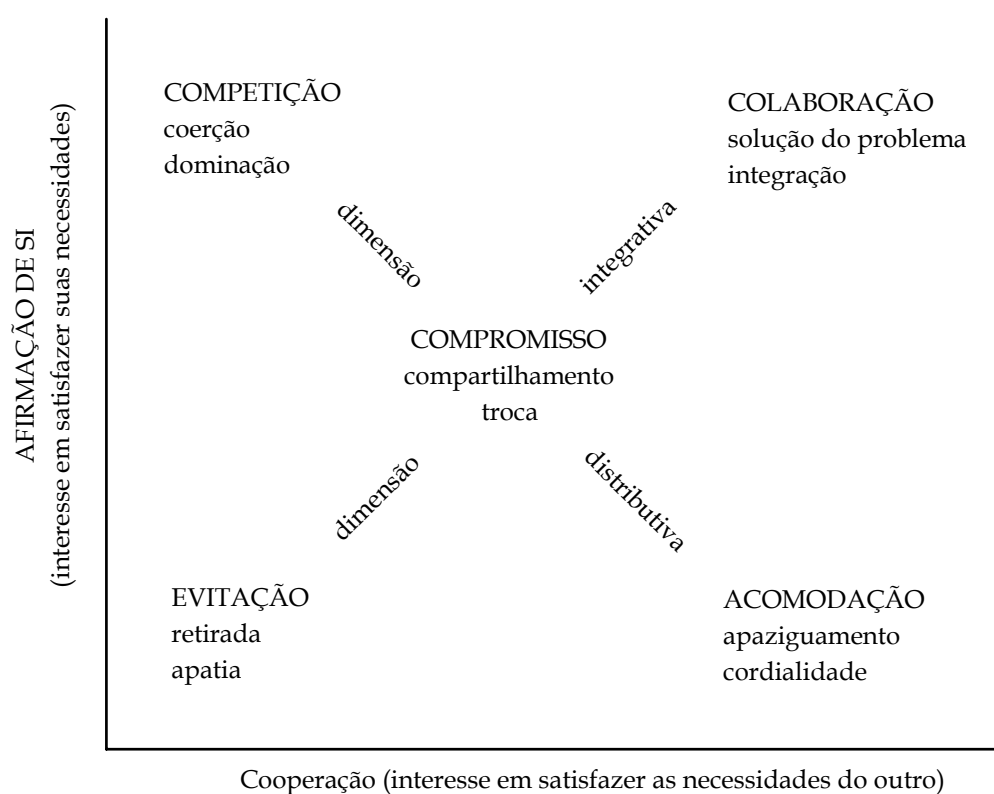 COMPETIÇÃO
coerção
dominação
COLABORAÇÃO
solução do problema
integração
dimensão
integrativa
AFIRMAÇÃO DE SI
(interesse em satisfazer suas necessidades)
COMPROMISSO
compartilhamento
troca
dimensão
distributiva
EVITAÇÃO
retirada
apatia
ACOMODAÇÃO
apaziguamento
cordialidade
Cooperação (interesse em satisfazer as necessidades do outro)